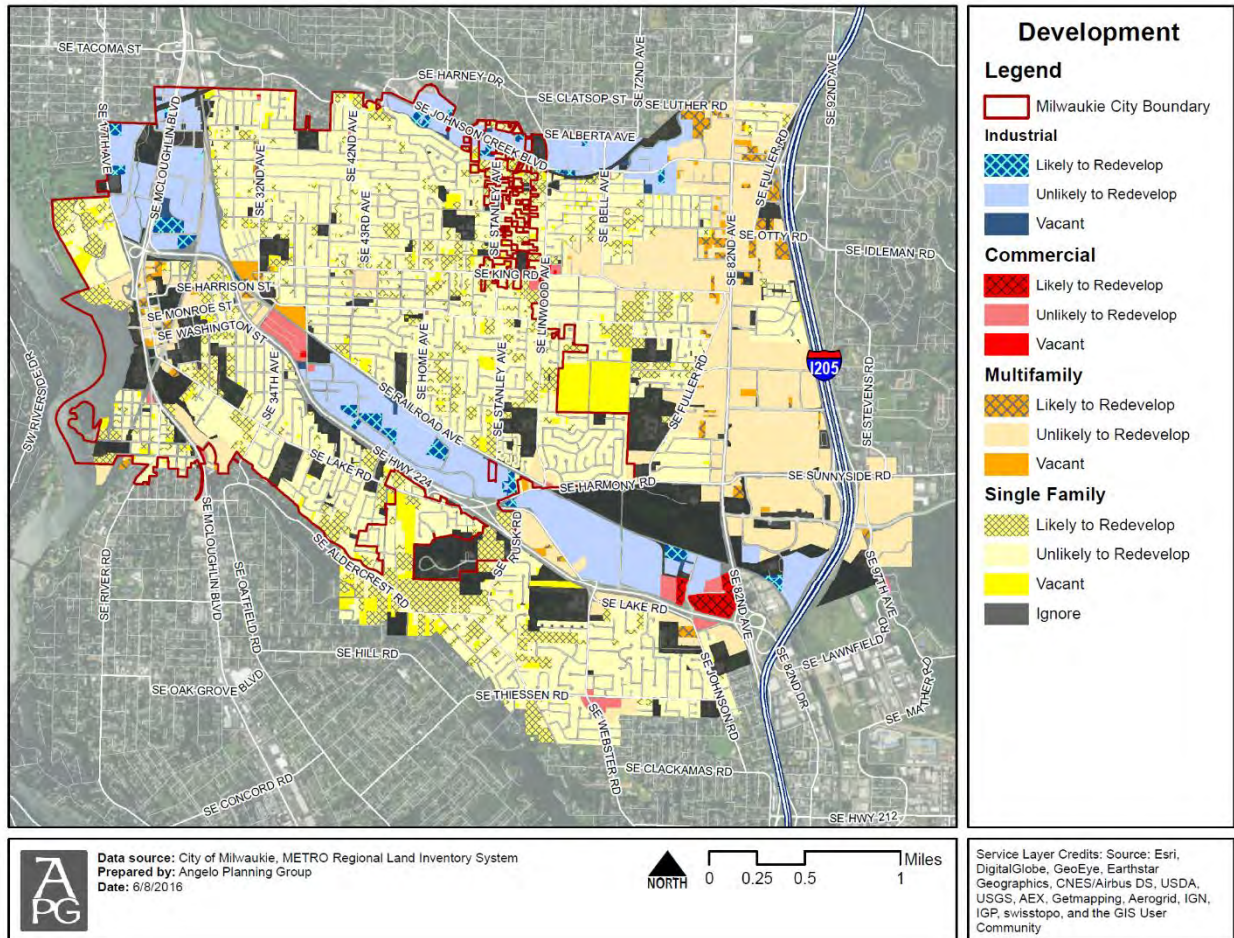 SE TACOMA ST
SE 17TH AVE
SE MCLOUGHLIN BLVD
SE 32ND AVE
SE 42ND AVE
SE 43RD AVE
SE HARNEY DR
SE JOHNSON CREEK BLVD
SE 72ND AVE
SE CLATSOP ST
SE LUTHER RD
SE ALBERTA AVE
SE 92ND AVE
SE FULLER RD
SE STANLEY AVE
SE BELL AVE
SE 82ND AVE
SE OTTY RD
SE IDLEMAN RD
SE KING RD
SE LINWOOD AVE
SE HARRISON ST
SE MONROE ST
SE WASHINGTON ST
SE 34TH AVE
SE HOME AVE
SE STANLEY AVE
SE RAILROAD AVE
SE FULLER RD
I205
SE STEVENS RD
SW RIVERSIDE DR
SE LAKE RD
SE HWY 224
SE HARMONY RD
SE SUNNYSIDE RD
SE RUSK RD
SE RIVER RD
SE MCLOUGHLIN BLVD
SE OATFIELD RD
SE ALDERCREST RD
SE LAKE RD
SE 82ND AVE
SE 97TH AVE
SE LAWNFIELD RD
SE HILL RD
SE OAK GROVE BLVD
SE THIESSEN RD
SE JOHNSON RD
SE 82ND DR
SE MATHER RD
SE WEBSTER RD
SE CLACKAMAS RD
SE CONCORD RD
SE HWY 212
Development
Legend
Milwaukie City Boundary
Industrial
Likely to Redevelop
Unlikely to Redevelop
Vacant
Commercial
Likely to Redevelop
Unlikely to Redevelop
Vacant
Multifamily
Likely to Redevelop
Unlikely to Redevelop
Vacant
Single Family
Likely to Redevelop
Unlikely to Redevelop
Vacant
Ignore
APG
Data source: City of Milwaukie, METRO Regional Land Inventory System
Prepared by: Angelo Planning Group
Date: 6/8/2016
NORTH
Miles
0 0.25 0.5 1
Service Layer Credits: Source: Esri,
DigitalGlobe, GeoEye, Earthstar
Geographics, CNES/Airbus DS, USDA,
USGS, AEX, Getmapping, Aerogrid, IGN,
IGP, swisstopo, and the GIS User
Community